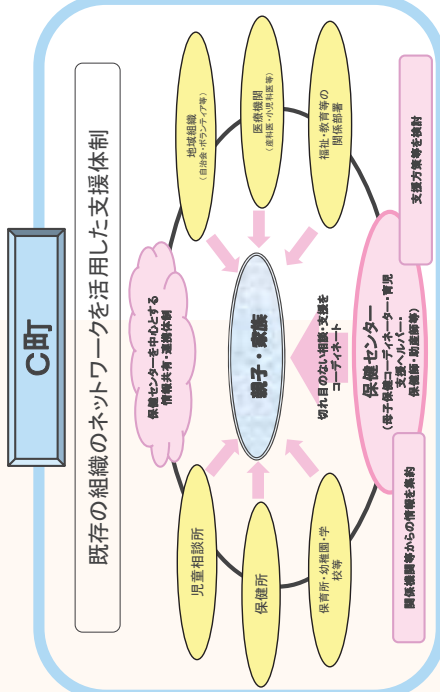 C町
既存の組織のネットワークを活用した支援体制
保健センターを中心とする
情報共有・連携体制
児童相談所
保健所
保育所・幼稚園・学
校等
地域組織
（自治会・ボランティア等）
医療機関
（産科医・小児科医等）
福祉・教育等の
関係部署
親子・家族
切れ目のない相談・支援を
コーディネート
保健センター
（母子保健コーディネーター・育児
支援ヘルパー・
保健師・助産師等）
関係機関等からの情報を集約
支援方策等を検討